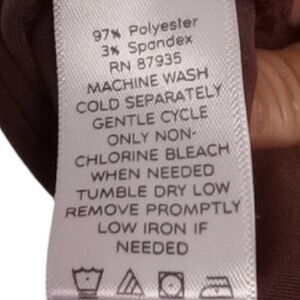 97% Polyester
3% Spandex
RN 87935
MACHINE WASH
COLD SEPARATELY
GENTLE CYCLE
ONLY NON-
CHLORINE BLEACH
WHEN NEEDED
TUMBLE DRY LOW
REMOVE PROMPTLY
LOW IRON IF
NEEDED